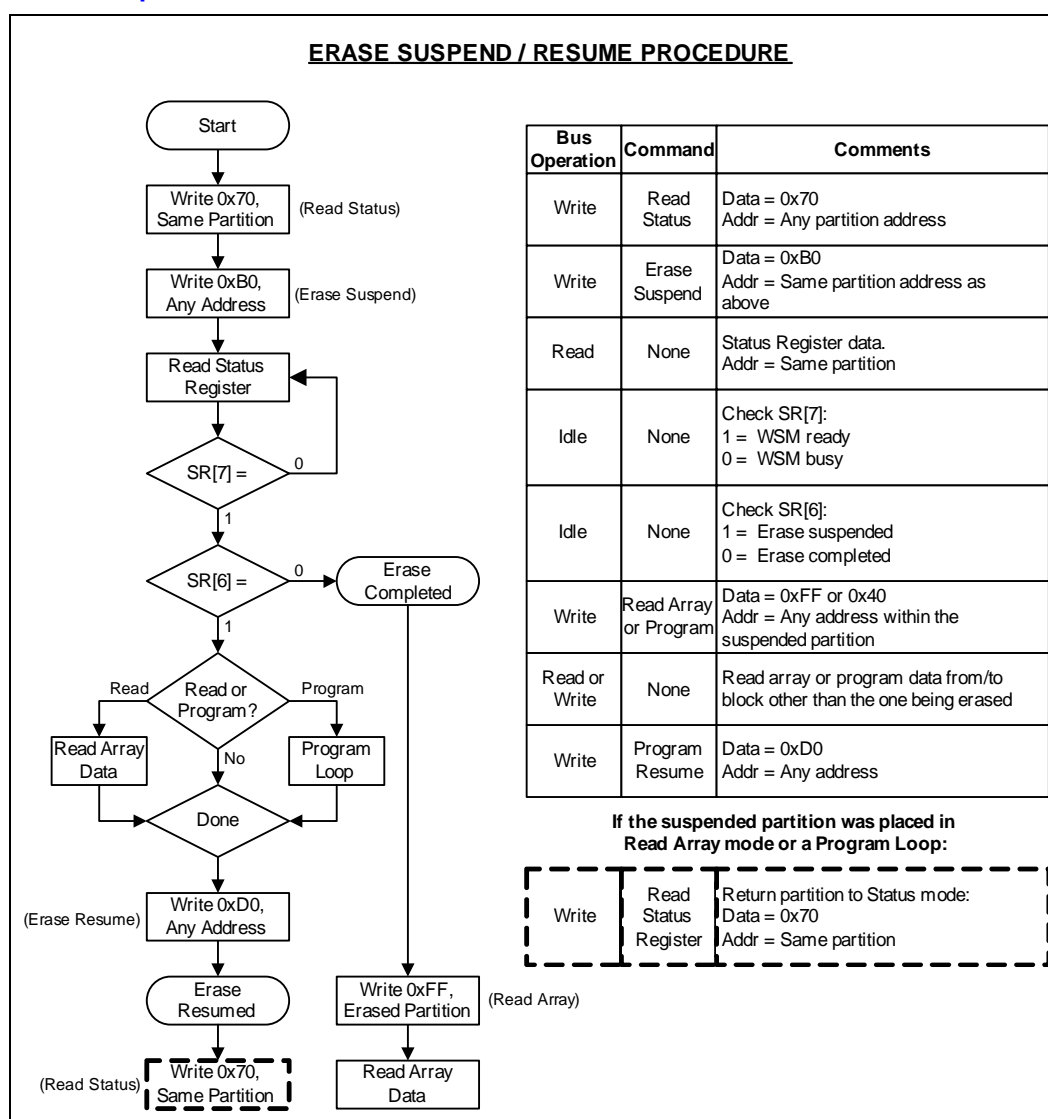 ERASE SUSPEND / RESUME PROCEDURE
Start
Write 0x70,
Same Partition
(Read Status)
Write 0xB0,
Any Address
(Erase Suspend)
Read Status
Register
SR[7] =
0
1
SR[6] =
0
Erase
Completed
1
Read
Read or
Program?
Program
Read Array
Data
No
Program
Loop
Done
(Erase Resume)
Write 0xD0,
Any Address
Erase
Resumed
Write 0xFF,
Erased Partition
(Read Array)
(Read Status)
Write 0x70,
Same Partition
Read Array
Data
Bus
Operation
Command
Comments
Write
Read
Status
Data = 0x70
Addr = Any partition address
Write
Erase
Suspend
Data = 0xB0
Addr = Same partition address as
above
Read
None
Status Register data.
Addr = Same partition
Idle
None
Check SR[7]:
1 = WSM ready
0 = WSM busy
Idle
None
Check SR[6]:
1 = Erase suspended
0 = Erase completed
Write
Read Array
or Program
Data = 0xFF or 0x40
Addr = Any address within the
suspended partition
Read or
Write
None
Read array or program data from/to
block other than the one being erased
Write
Program
Resume
Data = 0xD0
Addr = Any address
If the suspended partition was placed in
Read Array mode or a Program Loop:
Write
Read
Status
Register
Return partition to Status mode:
Data = 0x70
Addr = Same partition